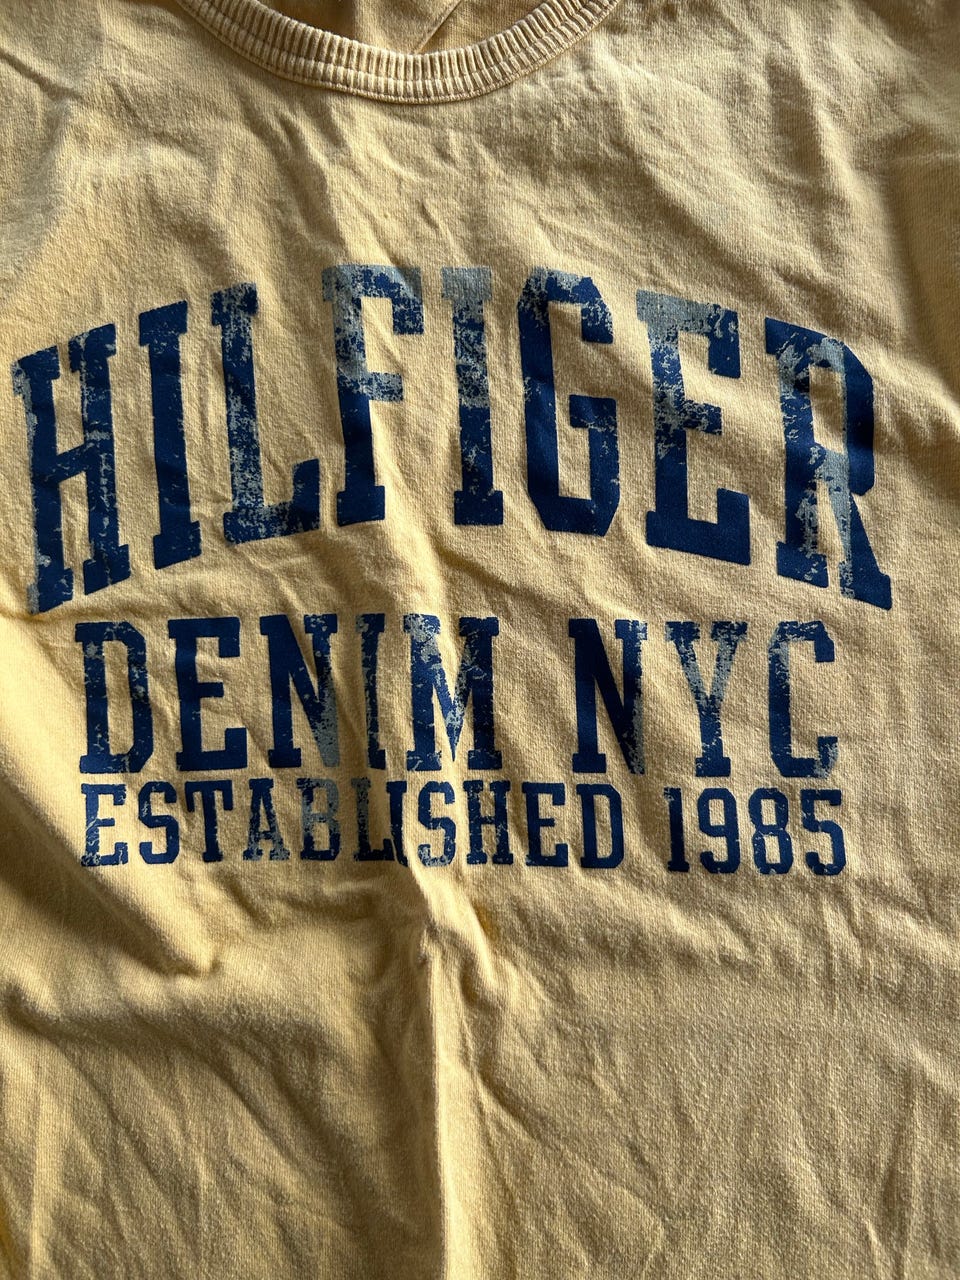 HILFIGER
DENIM NYC
ESTABLISHED 1985